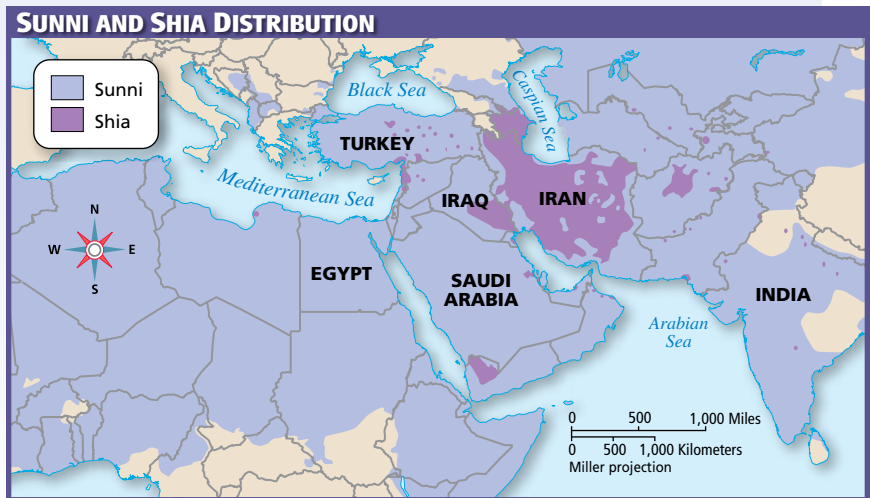 SUNNI AND SHIA DISTRIBUTION
Sunni
Shia
Black Sea
Caspian Sea
TURKEY
Mediterranean Sea
IRAQ
IRAN
N
W
E
S
EGYPT
SAUDI
ARABIA
INDIA
Arabian
Sea
0 500 1,000 Miles
0 500 1,000 Kilometers
Miller projection